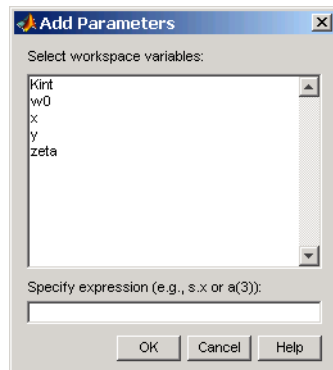 Add Parameters
Select workspace variables:
Kint
w0
x
y
zeta
Specify expression (e.g., s.x or a(3)):
OK Cancel Help